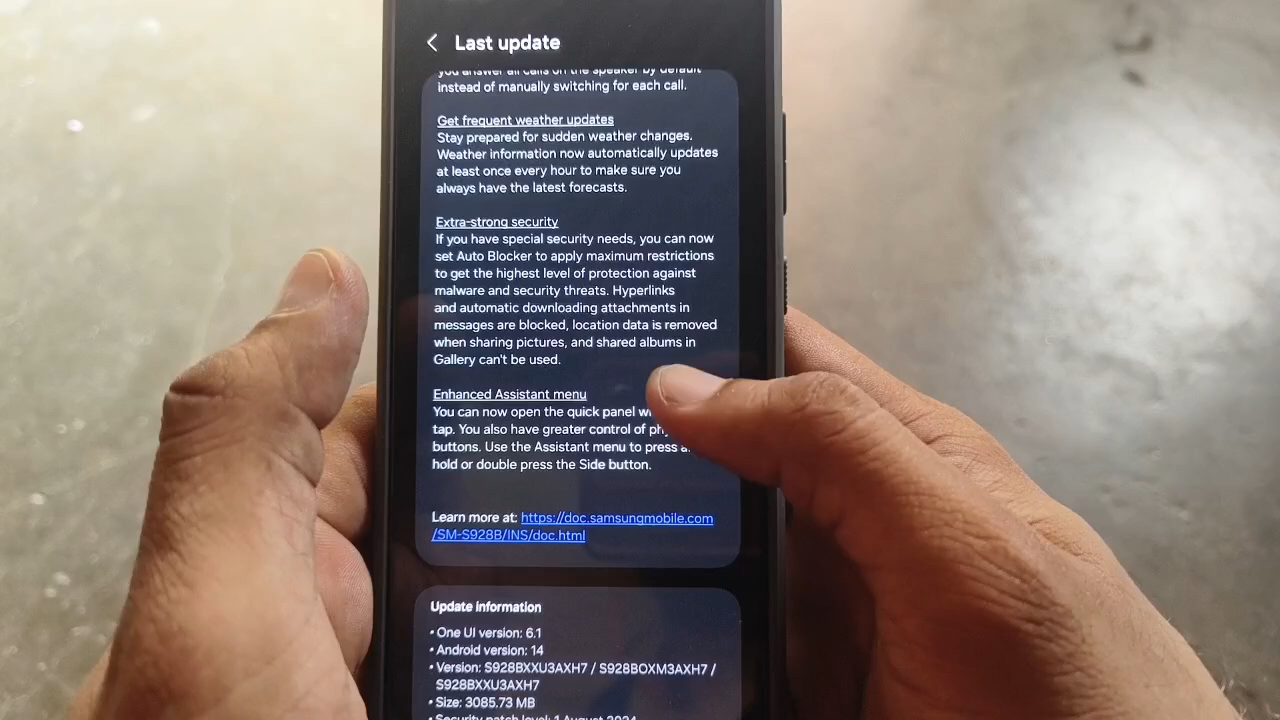 Last update
you answer all calls on the speaker by default
instead of manually switching for each call.
Get frequent weather updates
Stay prepared for sudden weather changes.
Weather information now automatically updates
at least once every hour to make sure you
always have the latest forecasts.
Extra-strong security
If you have special security needs, you can now
set Auto Blocker to apply maximum restrictions
to get the highest level of protection against
malware and security threats. Hyperlinks
and automatic downloading attachments in
messages are blocked, location data is removed
when sharing pictures, and shared albums in
Gallery can't be used.
Enhanced Assistant menu
You can now open the quick panel
tap. You also have greater control of
buttons. Use the Assistant menu to press
hold or double press the Side button.
Learn more at: https://doc.samsungmobile.com
/SM-S928B/INS/doc.html
Update information
• One UI version: 6.1
• Android version: 14
• Version: S928BXXU3AXH7 / S928BOXM3AXH7 /
S928BXXU3AXH7
• Size: 3085.73 MB
• Security patch level: 1 August 2024